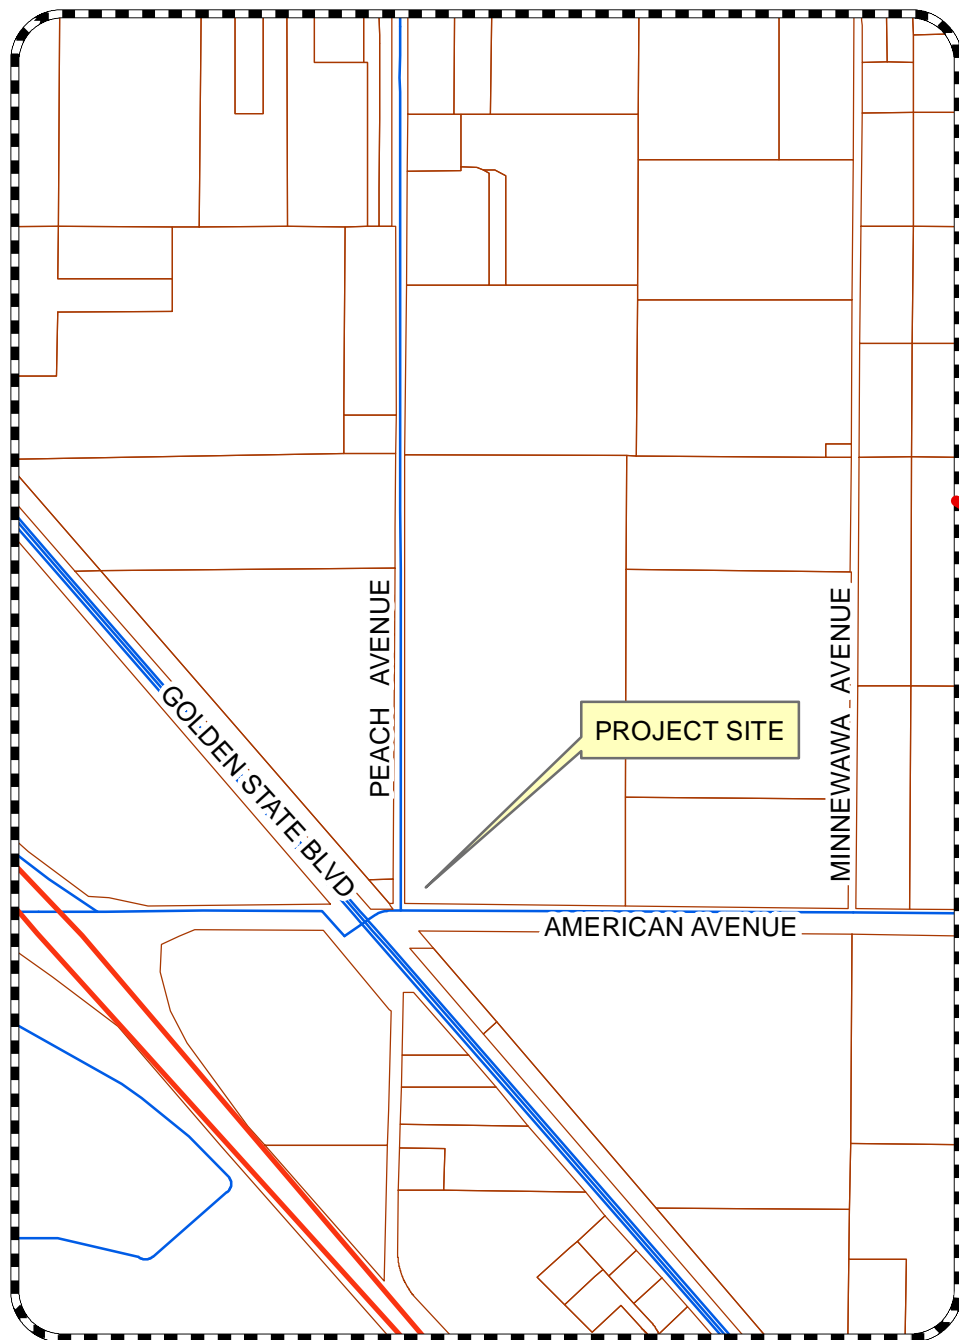 PEACH AVENUE
MINNEWAWA AVENUE
GOLDEN STATE BLVD
PROJECT SITE
AMERICAN AVENUE